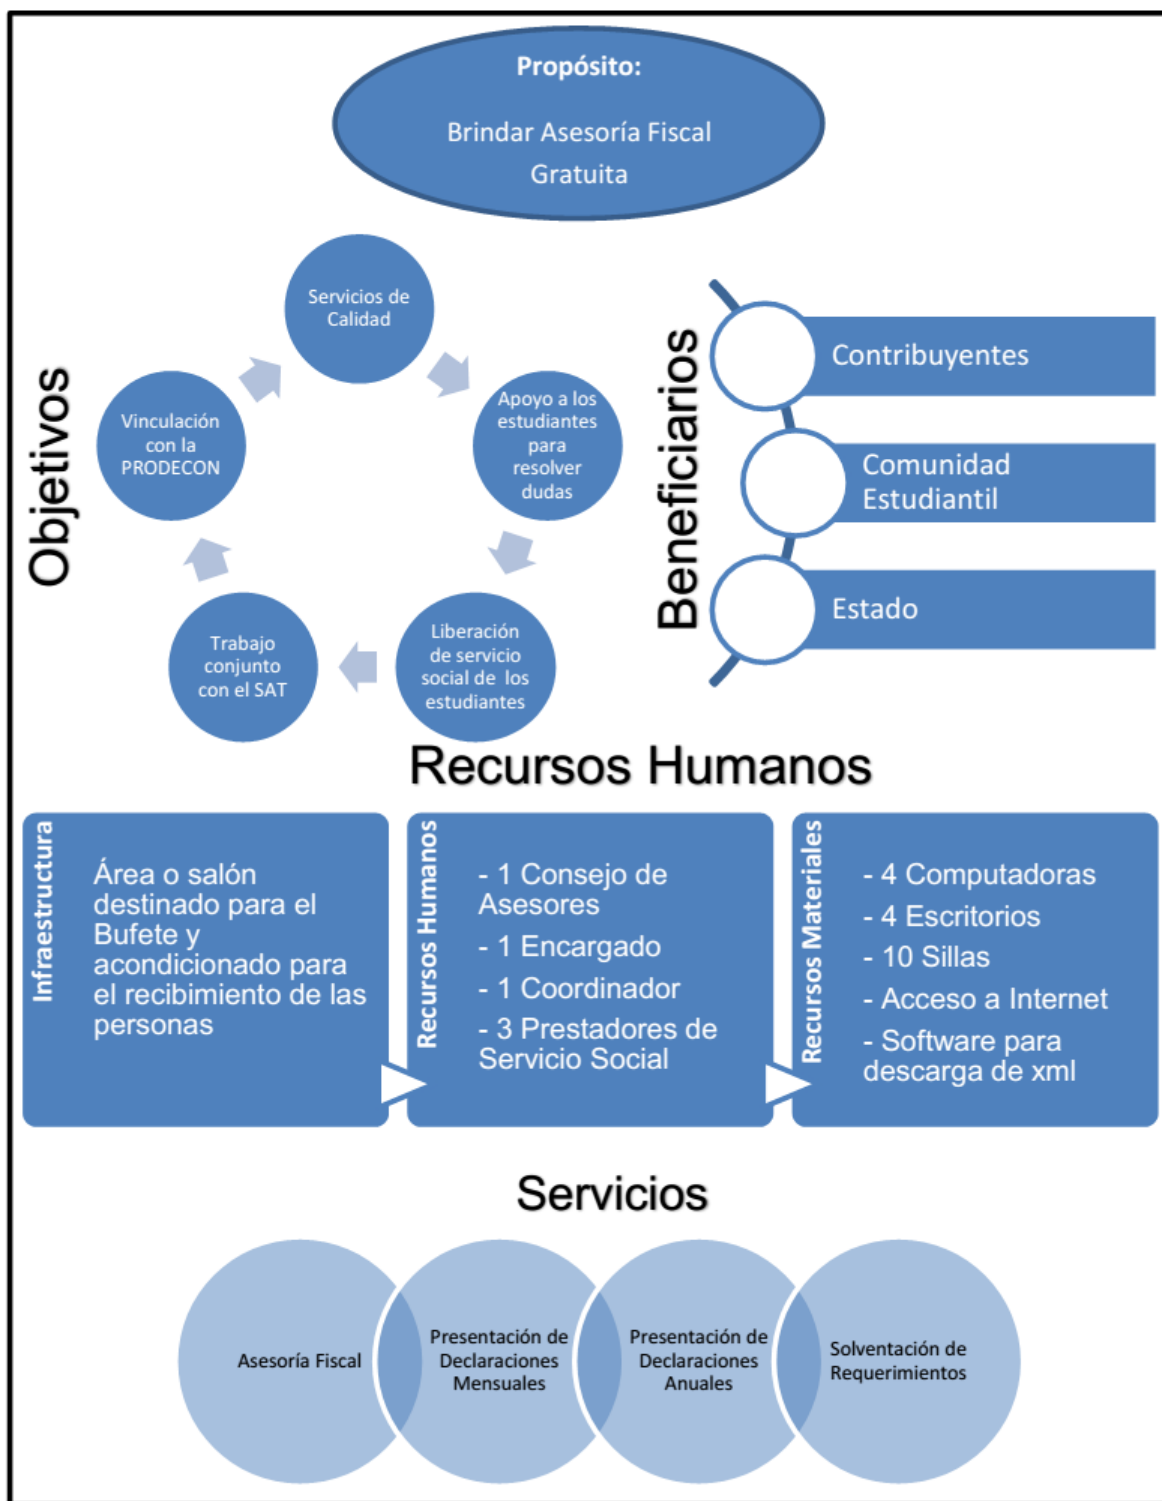 Propósito:
Brindar Asesoría Fiscal
Gratuita
Objetivos
Servicios de
Calidad
Apoyo a los
estudiantes
para
resolver
dudas
Liberación
de servicio
social de los
estudiantes
Trabajo
conjunto
con el SAT
Vinculación
con la
PRODECON
Beneficiarios
Contribuyentes
Comunidad
Estudiantil
Estado
Recursos Humanos
Infraestructura
Área o salón
destinado para el
Bufete y
acondicionado para
el recibimiento de las
personas
Recursos Humanos
- 1 Consejo de
Asesores
- 1 Encargado
- 1 Coordinador
- 3 Prestadores de
Servicio Social
Recursos Materiales
- 4 Computadoras
- 4 Escritorios
- 10 Sillas
- Acceso a Internet
- Software para
descarga de xml
Servicios
Asesoría Fiscal
Presentación de
Declaraciones
Mensuales
Presentación de
Declaraciones
Anuales
Solventación de
Requerimientos